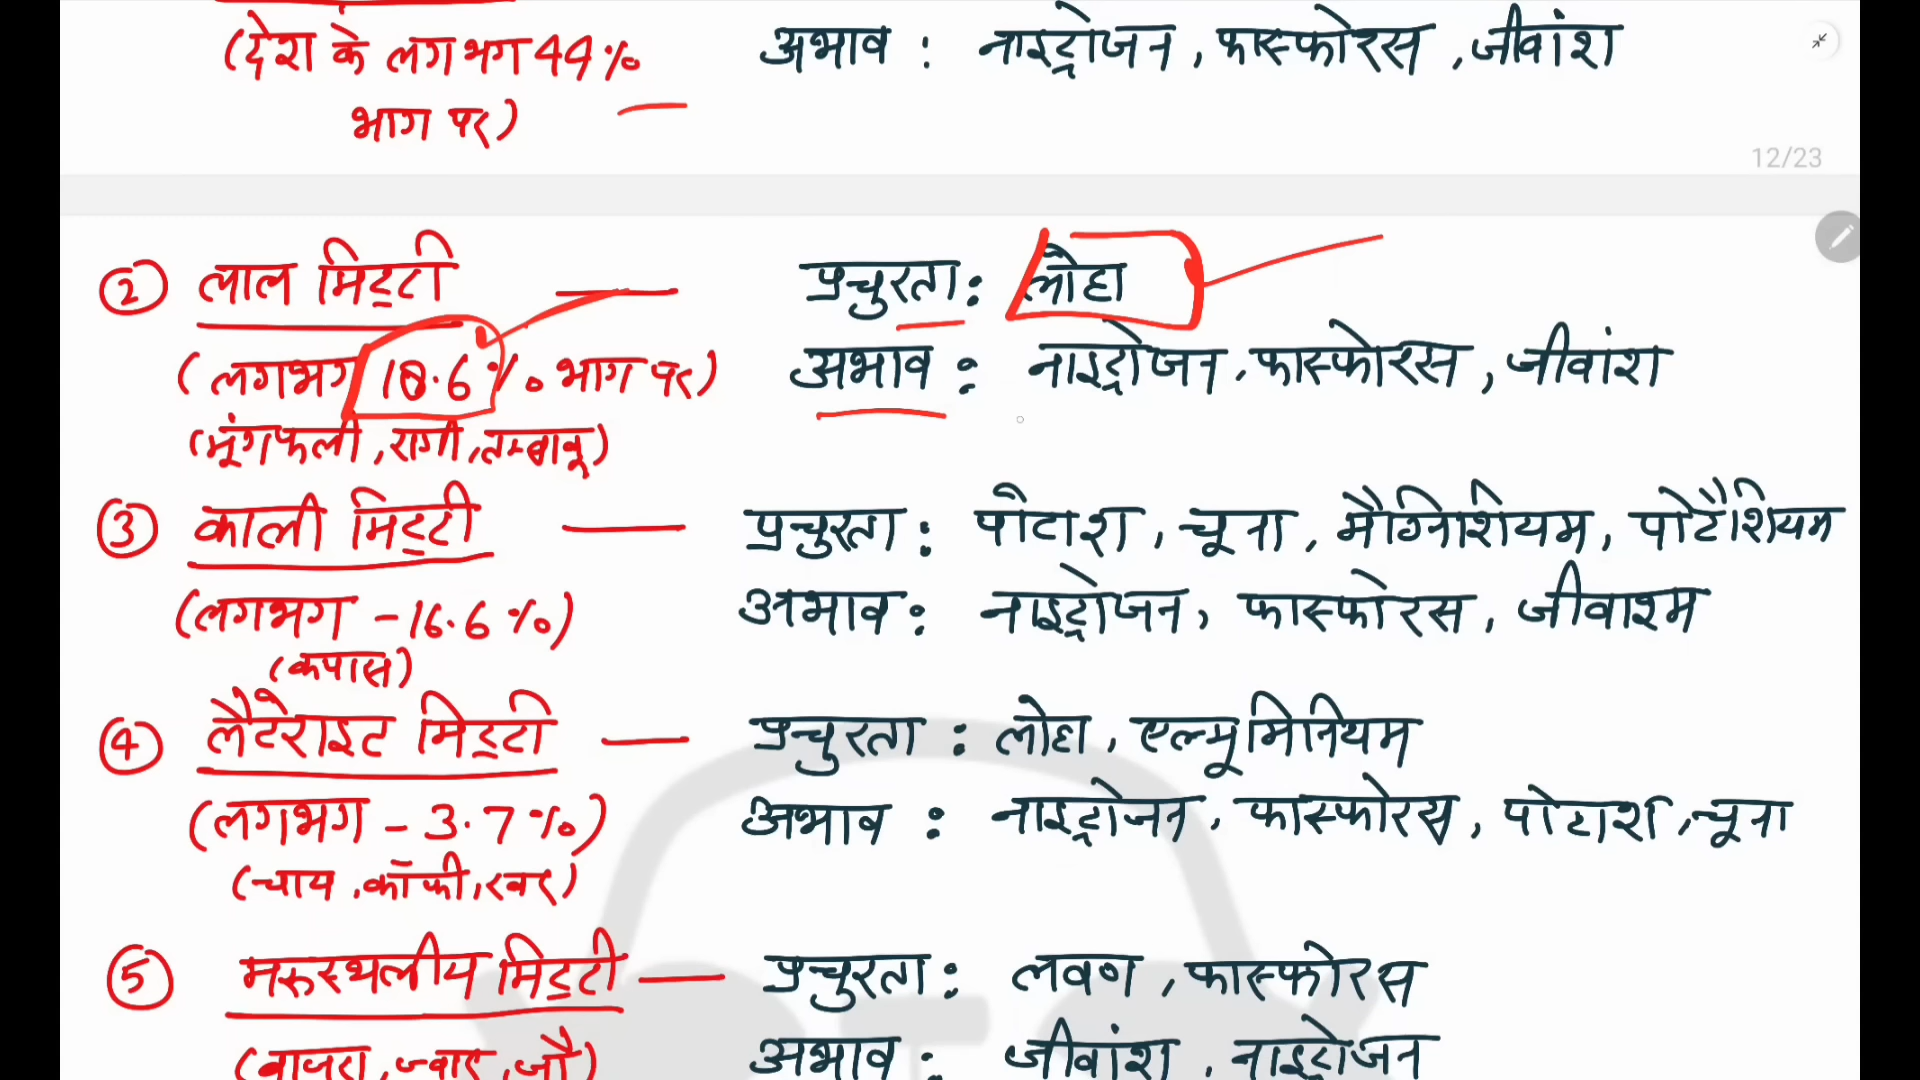 (देश के लगभग 44% अभाव : नाइट्रोजन, फास्फोरस, जीवांश
भाग पर)
12/23
② लाल मिट्टी — प्रचुरता : लोहा
(लगभग 18.6% भाग पर) अभाव : नाइट्रोजन, फास्फोरस, जीवांश
(मूंगफली, रागी, तम्बाकू)
③ काली मिट्टी — प्रचुरता : पोटाश, चूना, मैग्निशियम, पोटैशियम
(लगभग - 16.6%) अभाव : नाइट्रोजन, फास्फोरस, जीवाश्म
(कपास)
④ लैटेराइट मिट्टी — प्रचुरता : लोहा, एल्मूमिनियम
(लगभग - 3.7%) अभाव : नाइट्रोजन, फास्फोरस, पोटाश, चूना
(चाय, कॉफी, रबर)
⑤ मरुस्थलीय मिट्टी — प्रचुरता : लवण, फास्फोरस
(बाजरा, ज्वार, जौ) अभाव : जीवांश, नाइट्रोजन